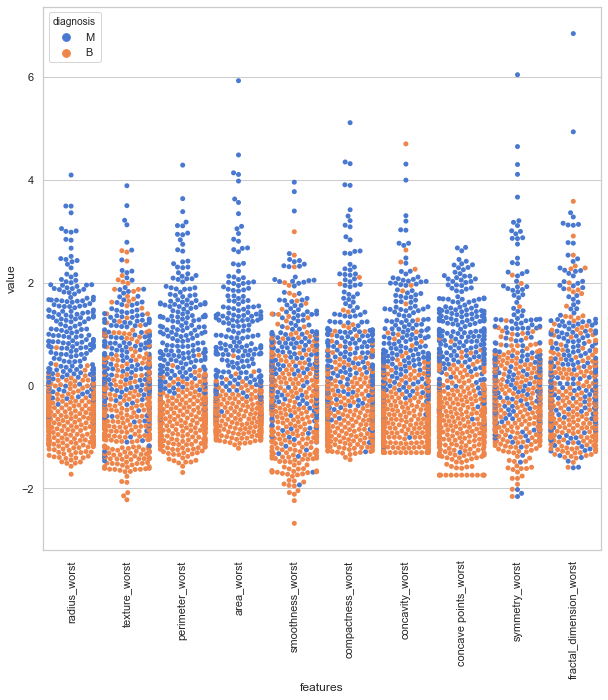 diagnosis
M
B
6
4
2
0
−2
value
radius_worst
texture_worst
perimeter_worst
area_worst
smoothness_worst
compactness_worst
concavity_worst
concave points_worst
symmetry_worst
fractal_dimension_worst
features